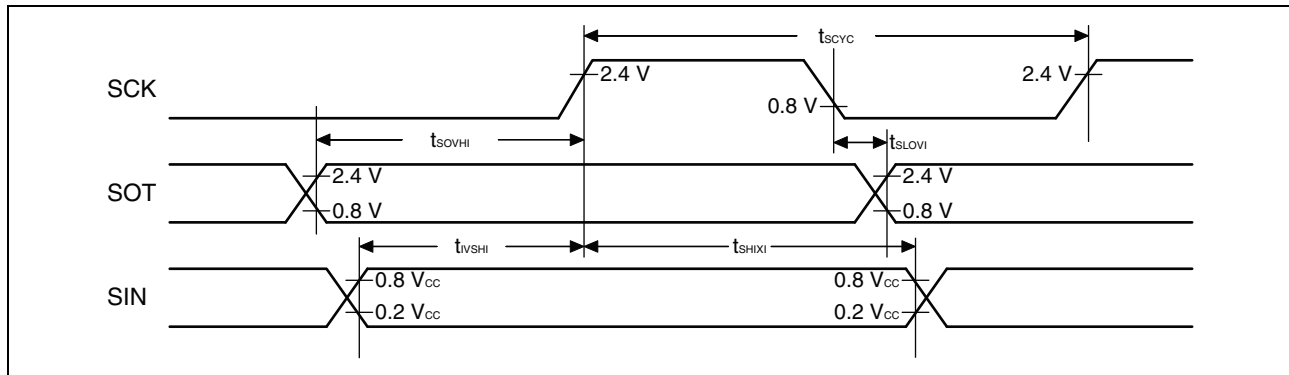 tSCYC
SCK
2.4 V
0.8 V
2.4 V
tSOVHI
tSLOVI
SOT
2.4 V
0.8 V
2.4 V
0.8 V
tIVSHI
tSHIXI
SIN
0.8 VCC
0.2 VCC
0.8 VCC
0.2 VCC